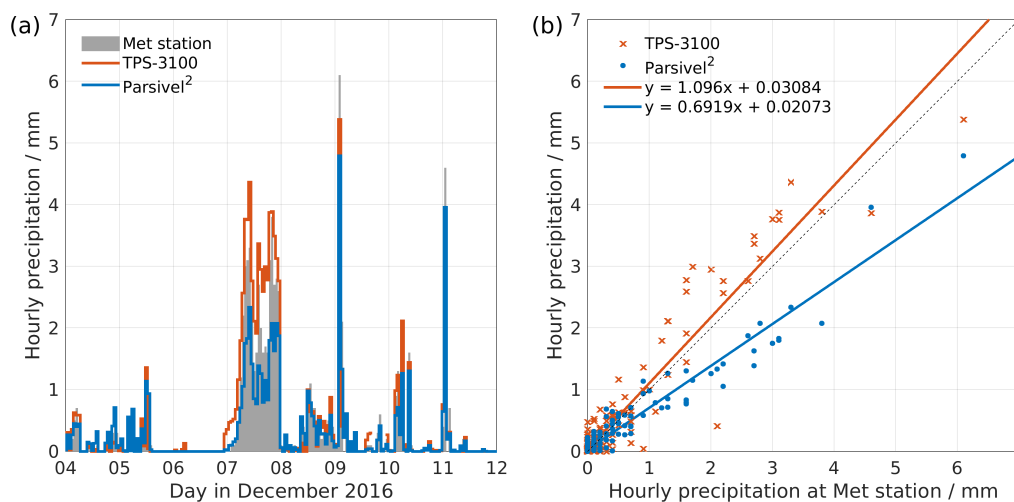 (a)
7
6
5
4
3
2
1
0
Hourly precipitation / mm
Met station
TPS-3100
Parsivel²
04 05 06 07 08 09 10 11 12
Day in December 2016
(b)
7
6
5
4
3
2
1
0
Hourly precipitation / mm
TPS-3100
Parsivel²
y = 1.096x + 0.03084
y = 0.6919x + 0.02073
0 1 2 3 4 5 6
Hourly precipitation at Met station / mm